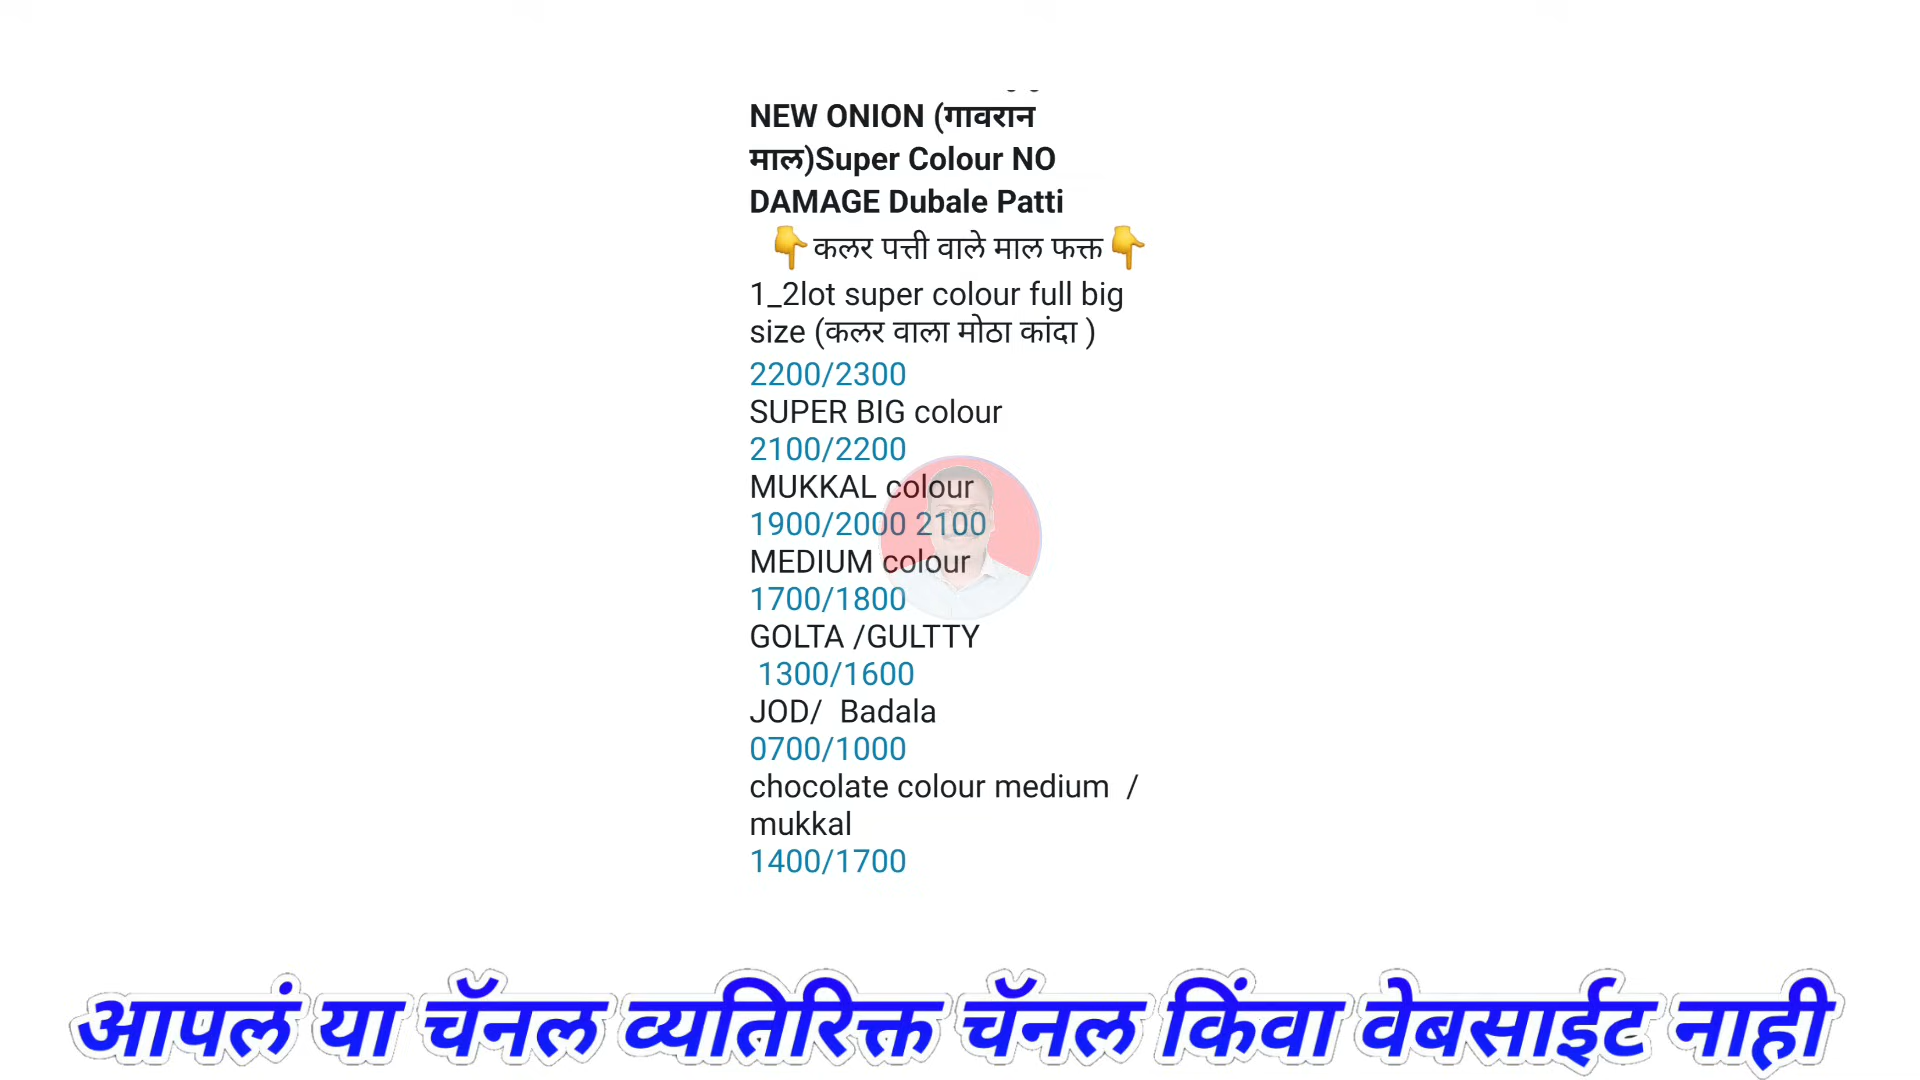 NEW ONION (गावरान
माल)Super Colour NO
DAMAGE Dubale Patti
👇कलर पत्ती वाले माल फक्त👇
1_2lot super colour full big
size (कलर वाला मोठा कांदा )
2200/2300
SUPER BIG colour
2100/2200
MUKKAL colour
1900/2000 2100
MEDIUM colour
1700/1800
GOLTA /GULTTY
1300/1600
JOD/  Badala
0700/1000
chocolate colour medium  /
mukkal
1400/1700
आपलं या चॅनल व्यतिरिक्त चॅनल किंवा वेबसाईट नाही